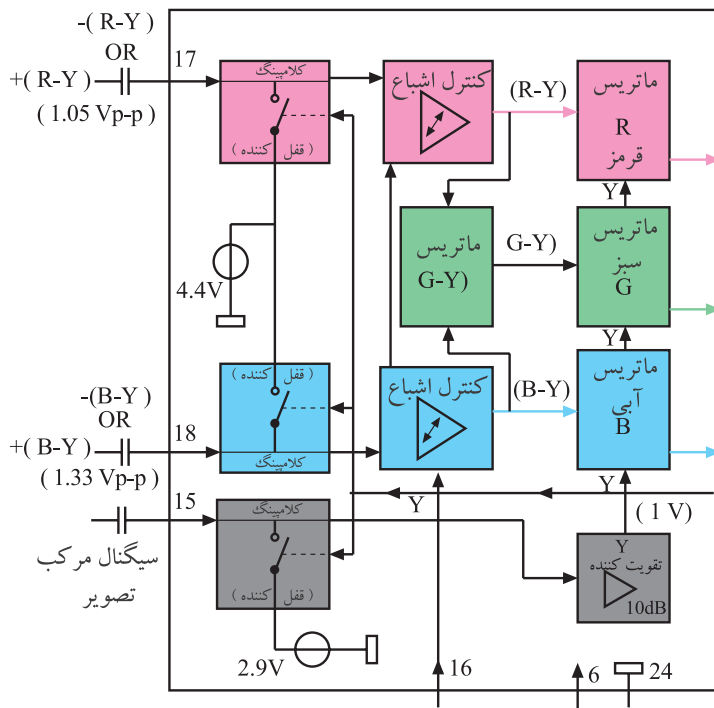 -( R-Y )
OR
+( R-Y )
( 1.05 Vp-p )
17
کلامپینگ
( قفل کننده )
کنترل اشباع
(R-Y)
ماتریس
R
قرمز
Y
4.4V
ماتریس
G-Y)
G-Y)
ماتریس
سبز
G
Y
-(B-Y )
OR
+( B-Y )
(1.33 Vp-p )
18
( قفل کننده )
کلامپینگ
کنترل اشباع
(B-Y)
ماتریس
آبی
B
Y
Y
( 1 V)
15
سیگنال مرکب
تصویر
کلامپینگ
( قفل کننده )
2.9V
Y
تقویت کننده
10dB
16
6
24